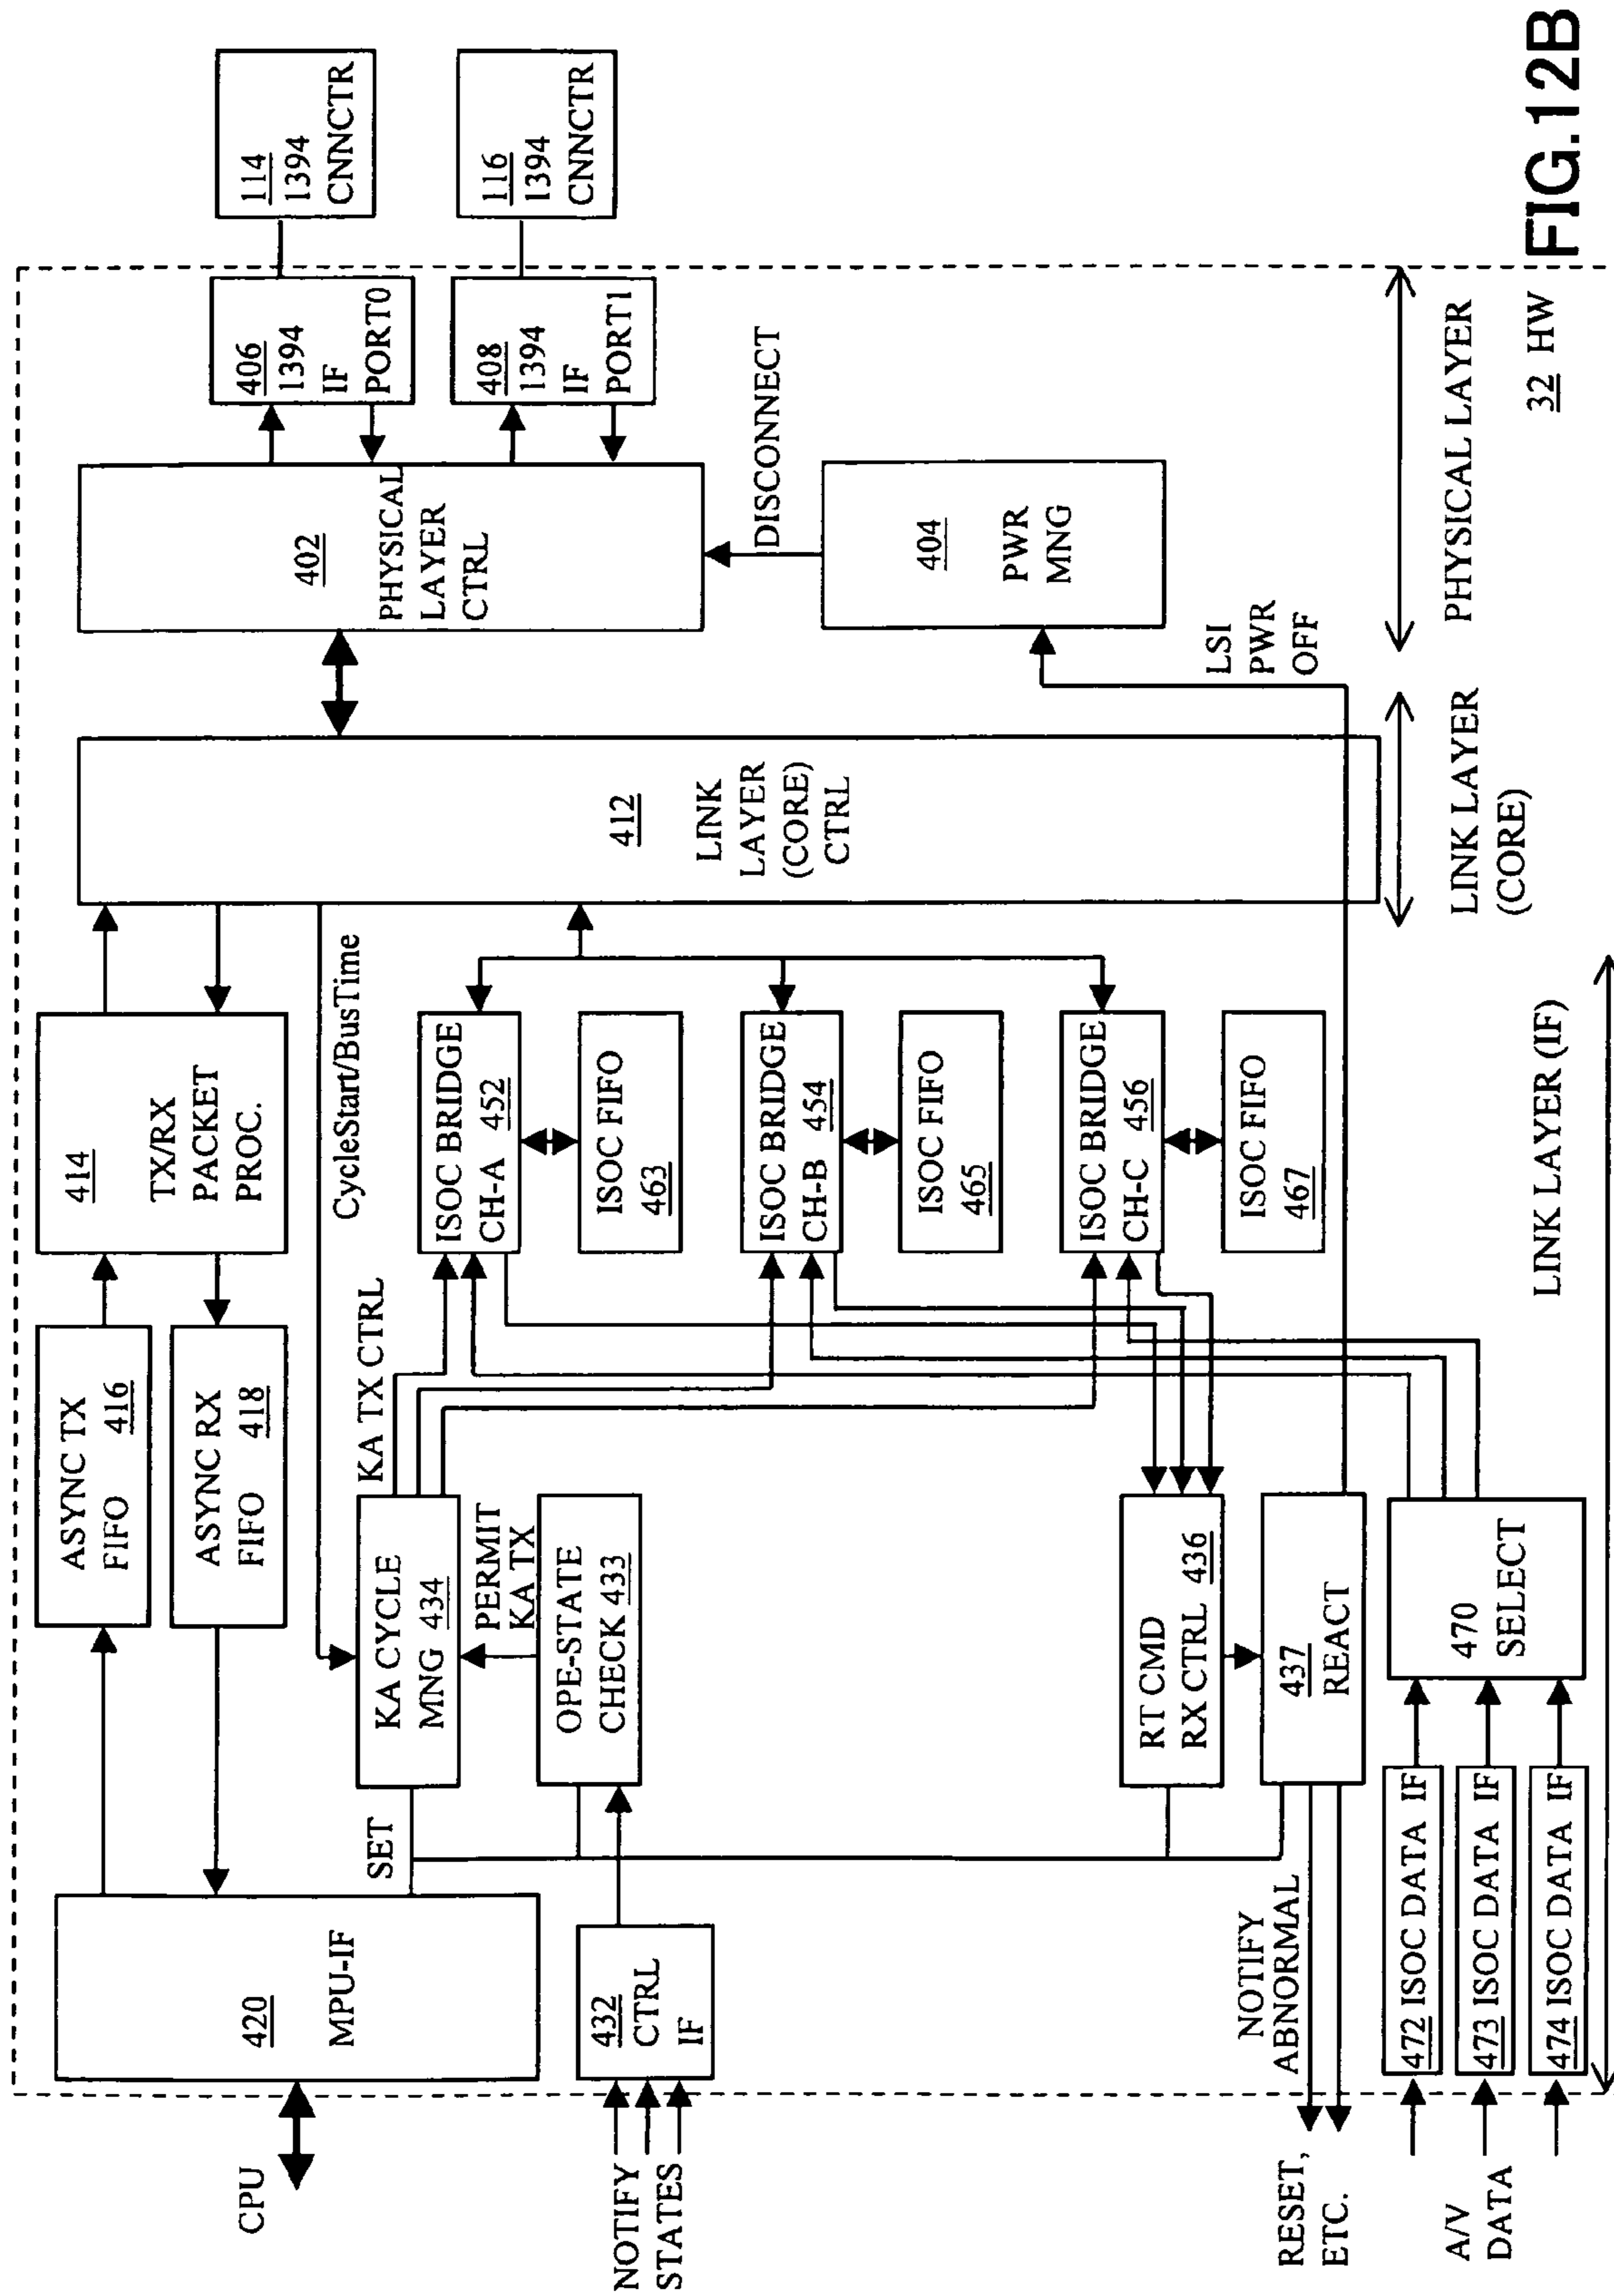 CPU
420
MPU-IF
ASYNC TX
FIFO 416
ASYNC RX
FIFO 418
414
TX/RX
PACKET
PROC.
CycleStart/BusTime
412
LINK
LAYER
(CORE)
CTRL
402
PHYSICAL
LAYER
CTRL
406
1394
IF
PORT0
408
1394
IF
PORT1
114
1394
CNNCTR
116
1394
CNNCTR
DISCONNECT
404
PWR
MNG
LSI
PWR
OFF
SET
KA CYCLE
MNG 434
KA TX CTRL
PERMIT
KA TX
OPE-STATE
CHECK 433
NOTIFY
STATES
432
CTRL
IF
ISOC BRIDGE
CH-A 452
ISOC FIFO
463
ISOC BRIDGE
CH-B 454
ISOC FIFO
465
ISOC BRIDGE
CH-C 456
ISOC FIFO
467
RT CMD
RX CTRL 436
437
REACT
NOTIFY
ABNORMAL
RESET,
ETC.
A/V
DATA
472 ISOC DATA IF
473 ISOC DATA IF
474 ISOC DATA IF
470
SELECT
LINK LAYER (IF)
LINK LAYER
(CORE)
PHYSICAL LAYER
32 HW
FIG.12B